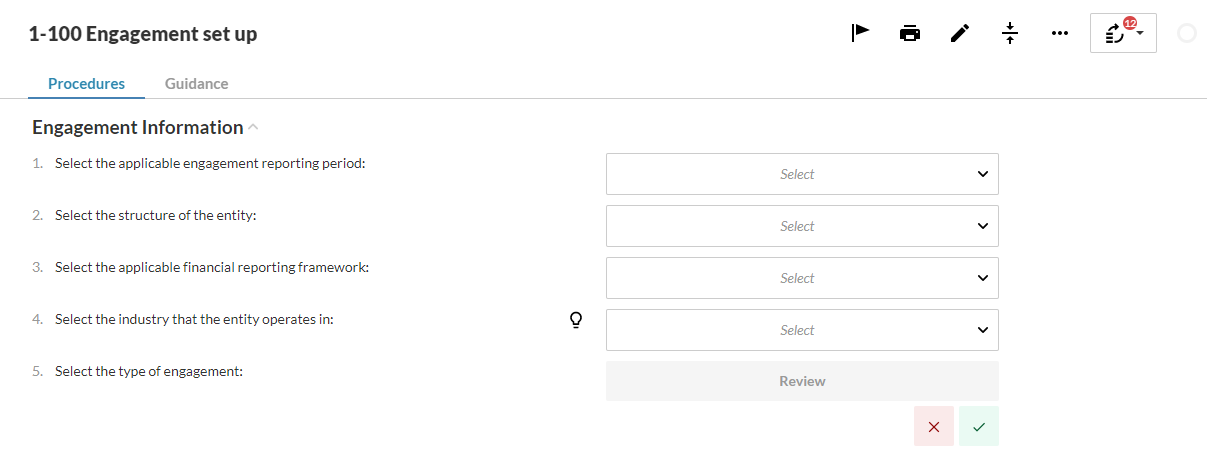 1-100 Engagement set up
12
Procedures
Guidance
Engagement Information
1. Select the applicable engagement reporting period:
Select
2. Select the structure of the entity:
Select
3. Select the applicable financial reporting framework:
Select
4. Select the industry that the entity operates in:
Select
5. Select the type of engagement:
Review